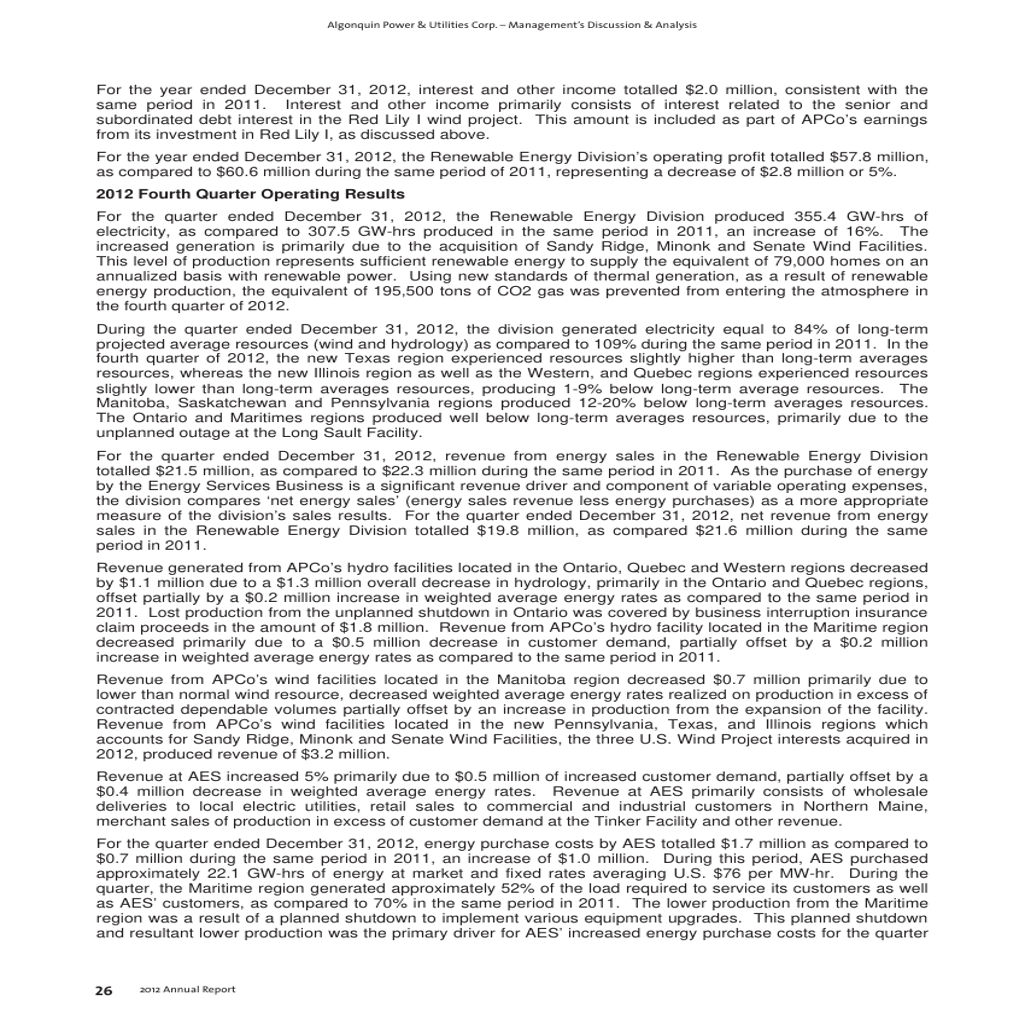 Algonquin Power & Utilities Corp. – Management's Discussion & Analysis
For the year ended December 31, 2012, interest and other income totalled $2.0 million, consistent with the
same period in 2011.  Interest and other income primarily consists of interest related to the senior and
subordinated debt interest in the Red Lily I wind project.  This amount is included as part of APCo's earnings
from its investment in Red Lily I, as discussed above.
For the year ended December 31, 2012, the Renewable Energy Division's operating profit totalled $57.8 million,
as compared to $60.6 million during the same period of 2011, representing a decrease of $2.8 million or 5%.
2012 Fourth Quarter Operating Results
For the quarter ended December 31, 2012, the Renewable Energy Division produced 355.4 GW-hrs of
electricity, as compared to 307.5 GW-hrs produced in the same period in 2011, an increase of 16%.  The
increased generation is primarily due to the acquisition of Sandy Ridge, Minonk and Senate Wind Facilities.
This level of production represents sufficient renewable energy to supply the equivalent of 79,000 homes on an
annualized basis with renewable power.  Using new standards of thermal generation, as a result of renewable
energy production, the equivalent of 195,500 tons of CO2 gas was prevented from entering the atmosphere in
the fourth quarter of 2012.
During the quarter ended December 31, 2012, the division generated electricity equal to 84% of long-term
projected average resources (wind and hydrology) as compared to 109% during the same period in 2011.  In the
fourth quarter of 2012, the new Texas region experienced resources slightly higher than long-term averages
resources, whereas the new Illinois region as well as the Western, and Quebec regions experienced resources
slightly lower than long-term averages resources, producing 1-9% below long-term average resources.  The
Manitoba, Saskatchewan and Pennsylvania regions produced 12-20% below long-term averages resources.
The Ontario and Maritimes regions produced well below long-term averages resources, primarily due to the
unplanned outage at the Long Sault Facility.
For the quarter ended December 31, 2012, revenue from energy sales in the Renewable Energy Division
totalled $21.5 million, as compared to $22.3 million during the same period in 2011.  As the purchase of energy
by the Energy Services Business is a significant revenue driver and component of variable operating expenses,
the division compares 'net energy sales' (energy sales revenue less energy purchases) as a more appropriate
measure of the division's sales results.  For the quarter ended December 31, 2012, net revenue from energy
sales in the Renewable Energy Division totalled $19.8 million, as compared $21.6 million during the same
period in 2011.
Revenue generated from APCo's hydro facilities located in the Ontario, Quebec and Western regions decreased
by $1.1 million due to a $1.3 million overall decrease in hydrology, primarily in the Ontario and Quebec regions,
offset partially by a $0.2 million increase in weighted average energy rates as compared to the same period in
2011.  Lost production from the unplanned shutdown in Ontario was covered by business interruption insurance
claim proceeds in the amount of $1.8 million.  Revenue from APCo's hydro facility located in the Maritime region
decreased primarily due to a $0.5 million decrease in customer demand, partially offset by a $0.2 million
increase in weighted average energy rates as compared to the same period in 2011.
Revenue from APCo's wind facilities located in the Manitoba region decreased $0.7 million primarily due to
lower than normal wind resource, decreased weighted average energy rates realized on production in excess of
contracted dependable volumes partially offset by an increase in production from the expansion of the facility.
Revenue from APCo's wind facilities located in the new Pennsylvania, Texas, and Illinois regions which
accounts for Sandy Ridge, Minonk and Senate Wind Facilities, the three U.S. Wind Project interests acquired in
2012, produced revenue of $3.2 million.
Revenue at AES increased 5% primarily due to $0.5 million of increased customer demand, partially offset by a
$0.4 million decrease in weighted average energy rates.  Revenue at AES primarily consists of wholesale
deliveries to local electric utilities, retail sales to commercial and industrial customers in Northern Maine,
merchant sales of production in excess of customer demand at the Tinker Facility and other revenue.
For the quarter ended December 31, 2012, energy purchase costs by AES totalled $1.7 million as compared to
$0.7 million during the same period in 2011, an increase of $1.0 million.  During this period, AES purchased
approximately 22.1 GW-hrs of energy at market and fixed rates averaging U.S. $76 per MW-hr.  During the
quarter, the Maritime region generated approximately 52% of the load required to service its customers as well
as AES' customers, as compared to 70% in the same period in 2011.  The lower production from the Maritime
region was a result of a planned shutdown to implement various equipment upgrades.  This planned shutdown
and resultant lower production was the primary driver for AES' increased energy purchase costs for the quarter
26 2012 Annual Report